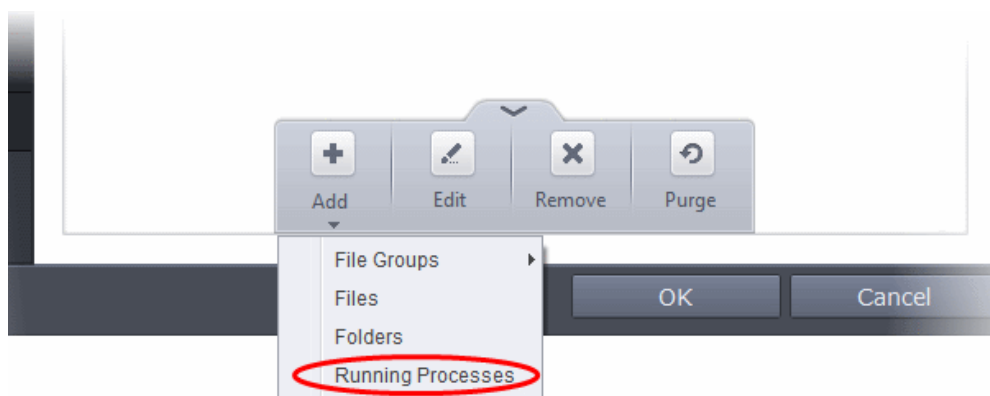 Add Edit Remove Purge
File Groups
OK Cancel
Files
Folders
Running Processes